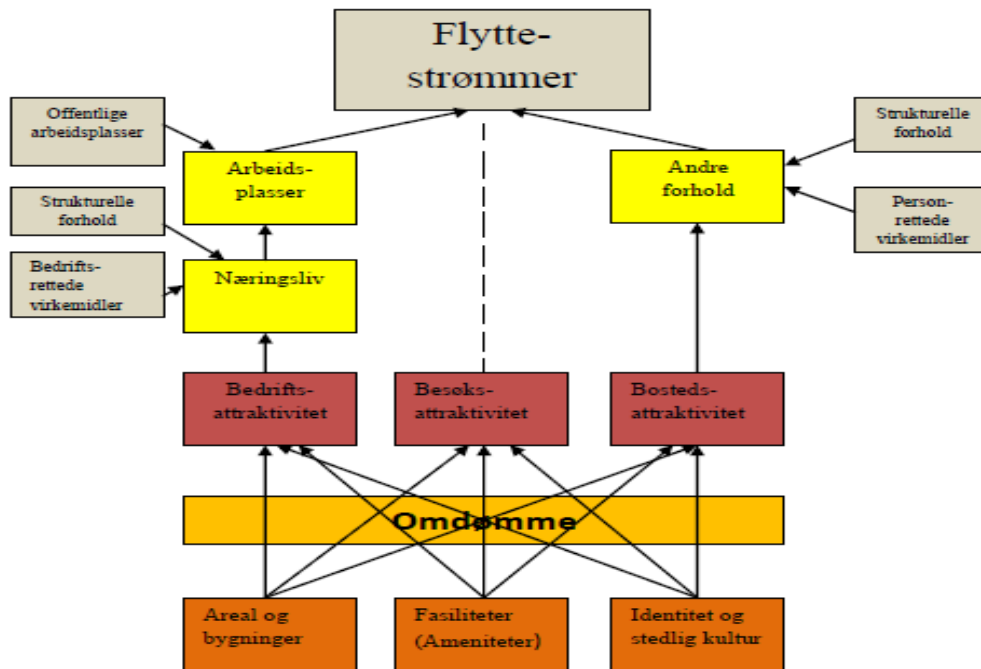 Flytte-
strømmer
Offentlige
arbeidsplasser
Strukturelle
forhold
Arbeids-
plasser
Andre
forhold
Strukturelle
forhold
Person-
rettede
virkemidler
Bedrifts-
rettede
virkemidler
Næringsliv
Bedrifts-
attraktivitet
Besøks-
attraktivitet
Bosteds-
attraktivitet
Omdømme
Areal og
bygninger
Fasiliteter
(Ameniteter)
Identitet og
stedlig kultur